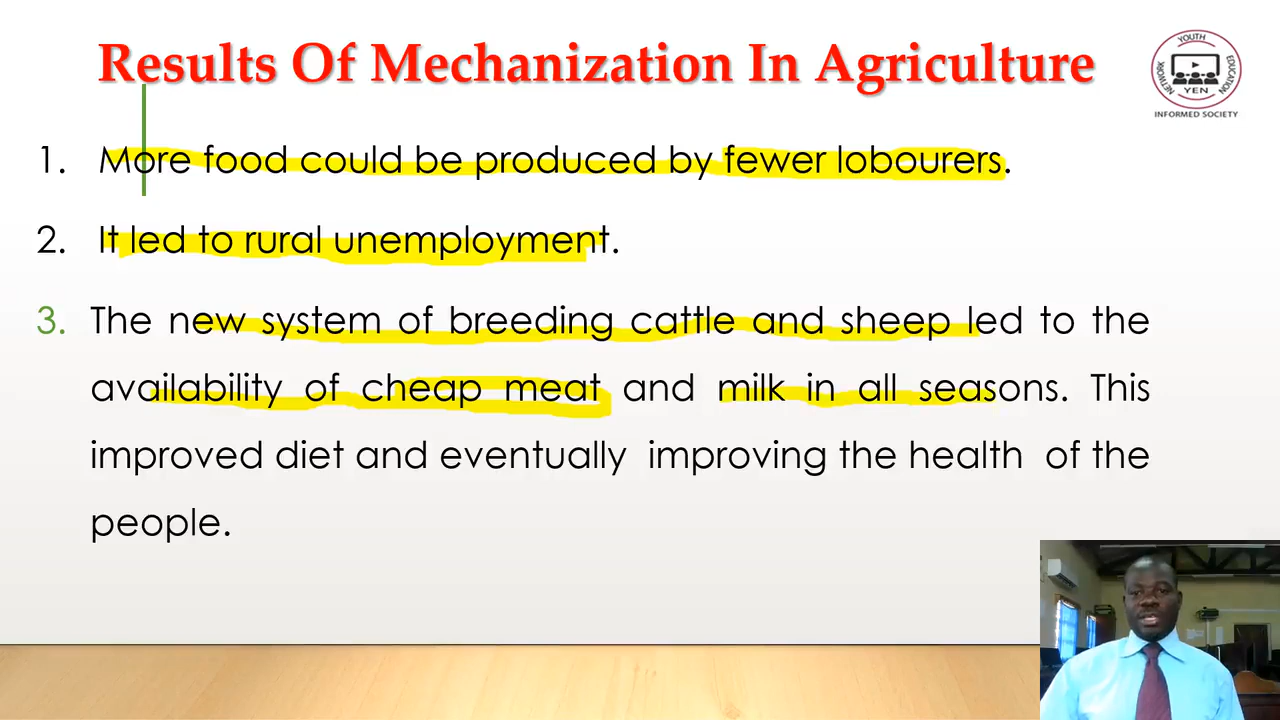 Results Of Mechanization In Agriculture
YOUTH
EDUCATION
NETWORK
YEN
INFORMED SOCIETY
1. More food could be produced by fewer lobourers.
2. It led to rural unemployment.
3. The new system of breeding cattle and sheep led to the
availability of cheap meat and milk in all seasons. This
improved diet and eventually improving the health of the
people.